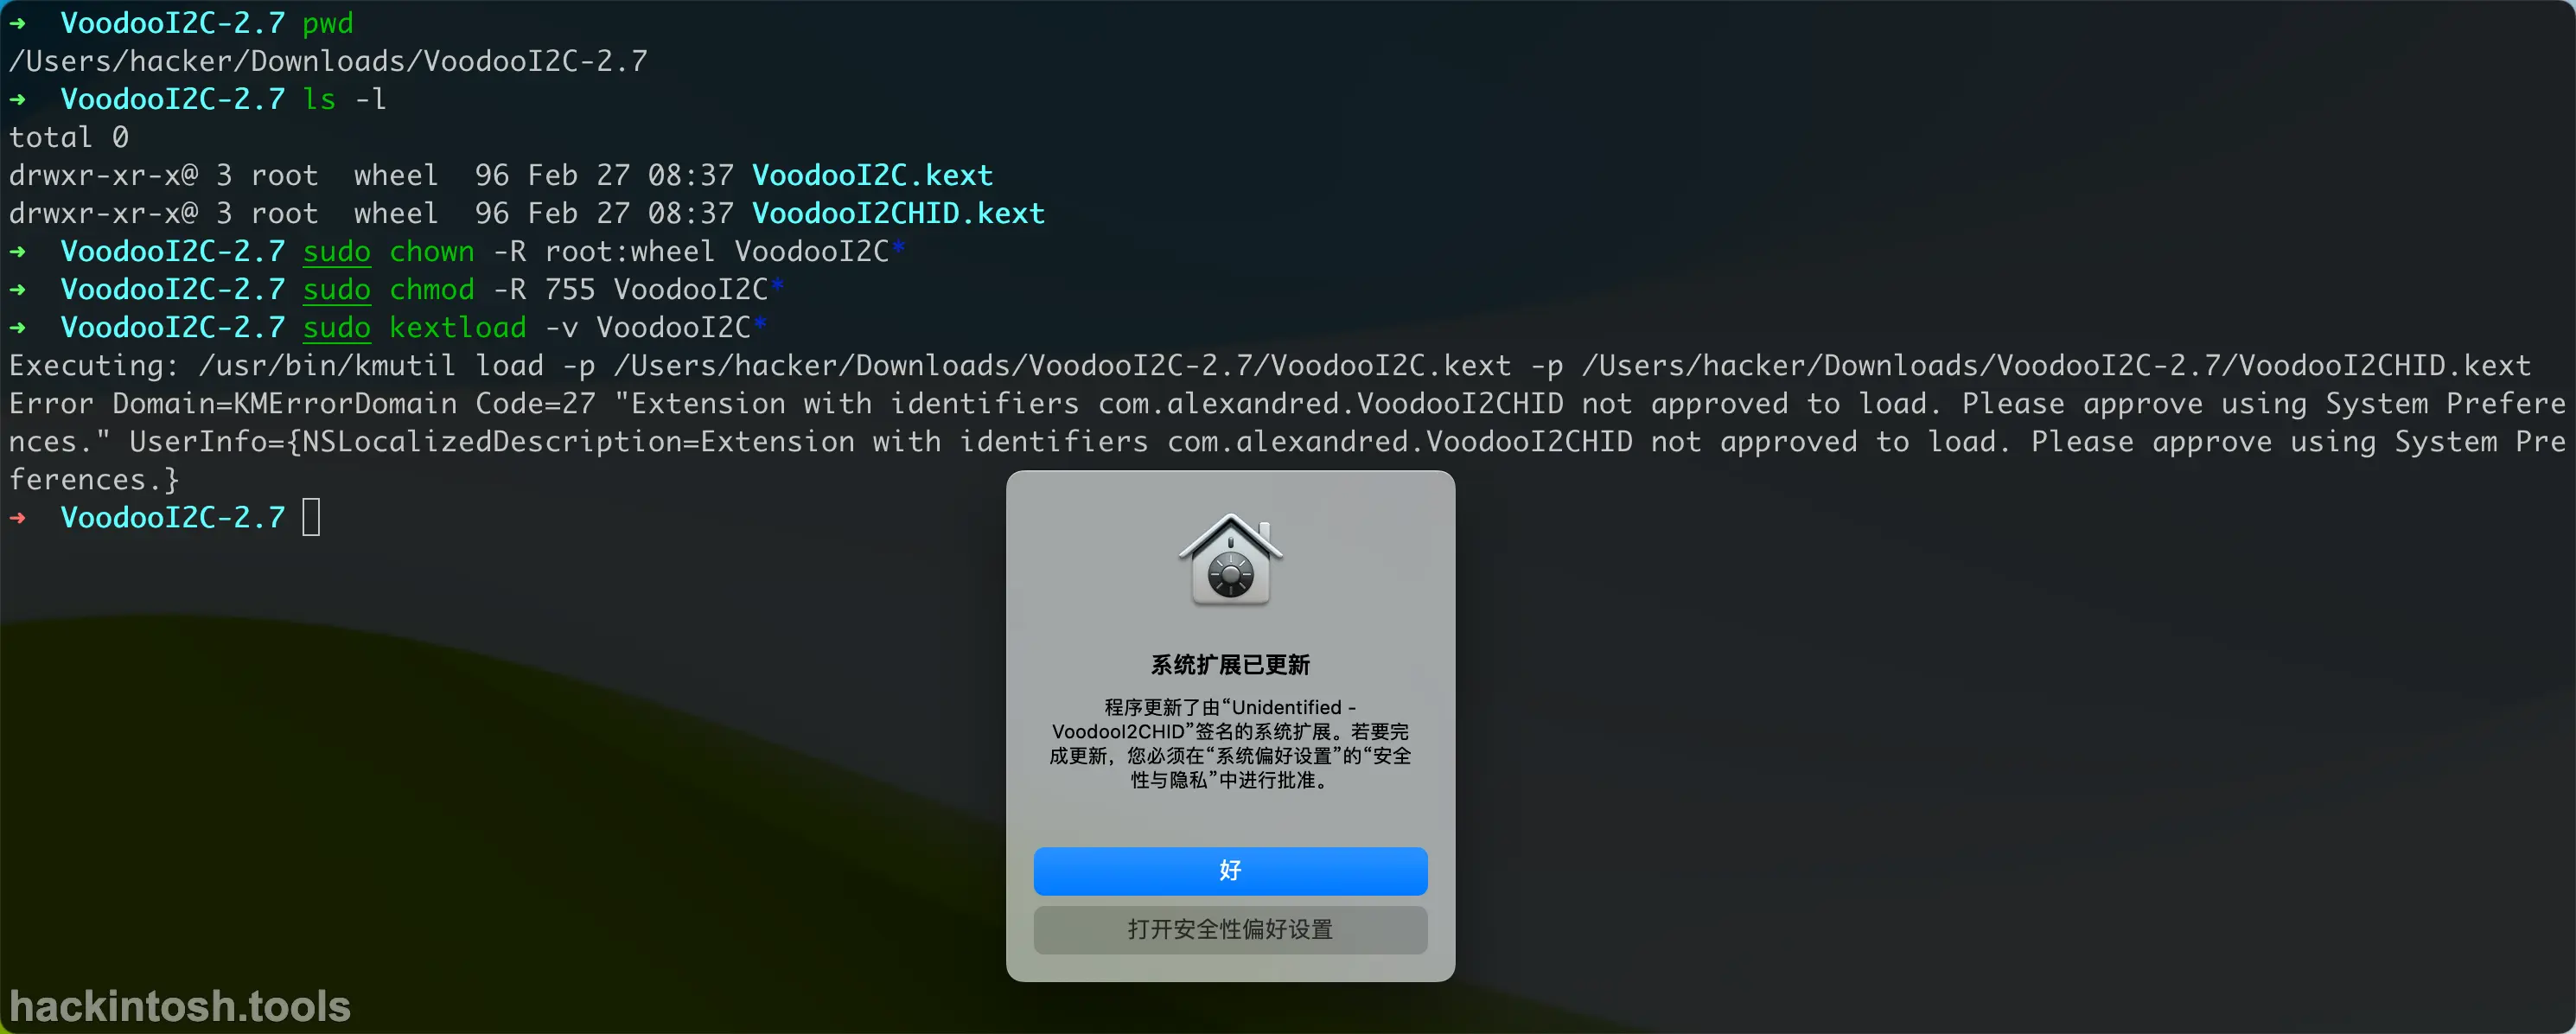 ➜  VoodooI2C-2.7 pwd
/Users/hacker/Downloads/VoodooI2C-2.7
➜  VoodooI2C-2.7 ls -l
total 0
drwxr-xr-x@ 3 root  wheel  96 Feb 27 08:37 VoodooI2C.kext
drwxr-xr-x@ 3 root  wheel  96 Feb 27 08:37 VoodooI2CHID.kext
➜  VoodooI2C-2.7 sudo chown -R root:wheel VoodooI2C*
➜  VoodooI2C-2.7 sudo chmod -R 755 VoodooI2C*
➜  VoodooI2C-2.7 sudo kextload -v VoodooI2C*
Executing: /usr/bin/kmutil load -p /Users/hacker/Downloads/VoodooI2C-2.7/VoodooI2C.kext -p /Users/hacker/Downloads/VoodooI2C-2.7/VoodooI2CHID.kext
Error Domain=KMErrorDomain Code=27 "Extension with identifiers com.alexandred.VoodooI2CHID not approved to load. Please approve using System Prefere
nces." UserInfo={NSLocalizedDescription=Extension with identifiers com.alexandred.VoodooI2CHID not approved to load. Please approve using System Pre
ferences.}
➜  VoodooI2C-2.7
系统扩展已更新
程序更新了由“Unidentified -
VoodooI2CHID”签名的系统扩展。若要完
成更新，您必须在“系统偏好设置”的“安全
性与隐私”中进行批准。
好
打开安全性偏好设置
hackintosh.tools